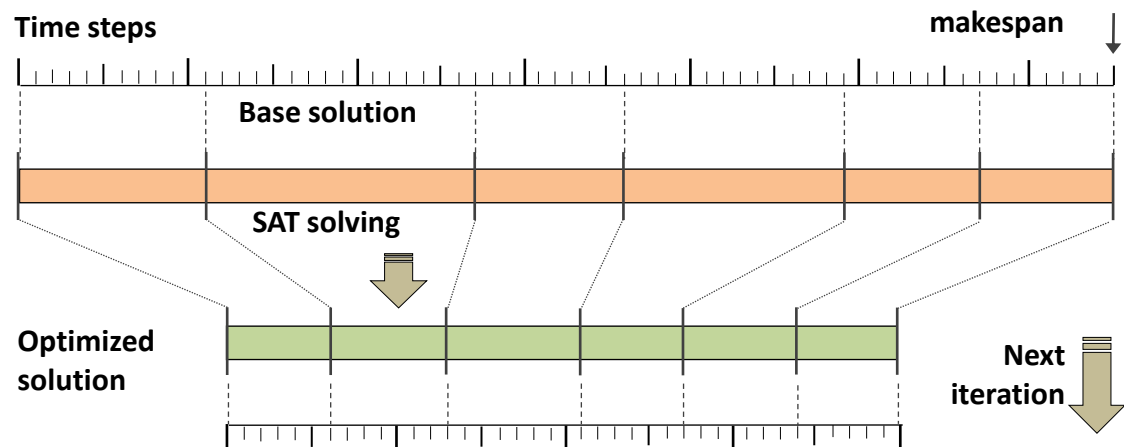 Time steps
makespan
Base solution
SAT solving
Optimized
solution
Next
iteration